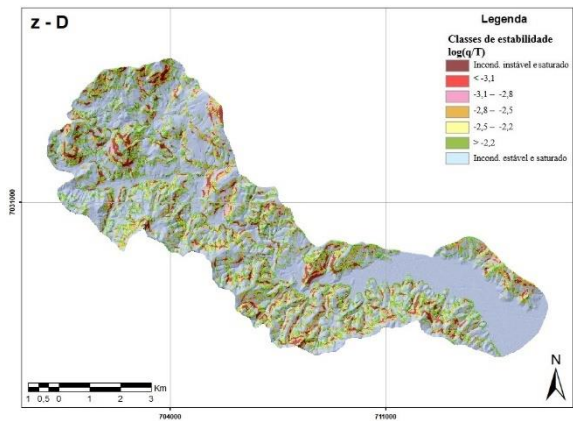 z - D
Legenda
Classes de estabilidade
log(q/T)
Incond. instável e saturado
< -3,1
-3,1 – -2,8
-2,8 – -2,5
-2,5 – -2,2
> -2,2
Incond. estável e saturado
7031000
N
Km
1 0,5 0 1 2 3
704000
711000